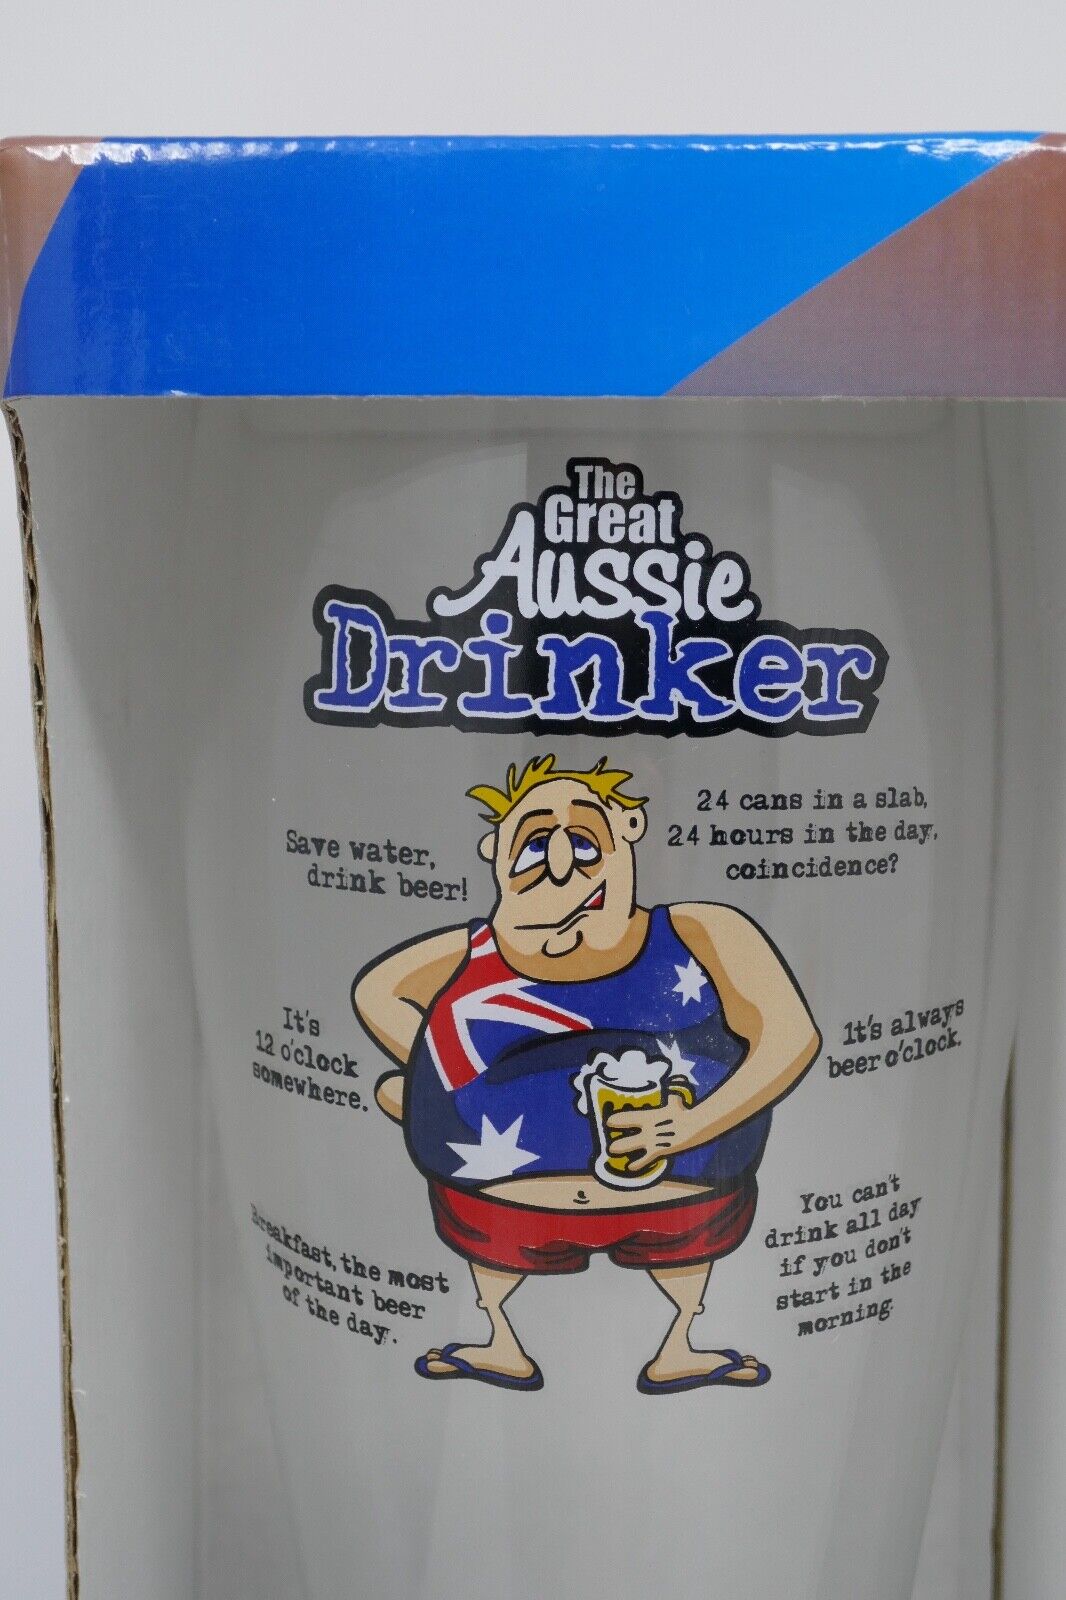 The
Great
Aussie
Drinker
Save water,
drink beer!
24 cans in a slab,
24 hours in the day,
coincidence?
It's
12 o'clock
somewhere.
It's always
beer o'clock.
Breakfast, the most
important beer
of the day.
You can't
drink all day
if you don't
start in the
morning.